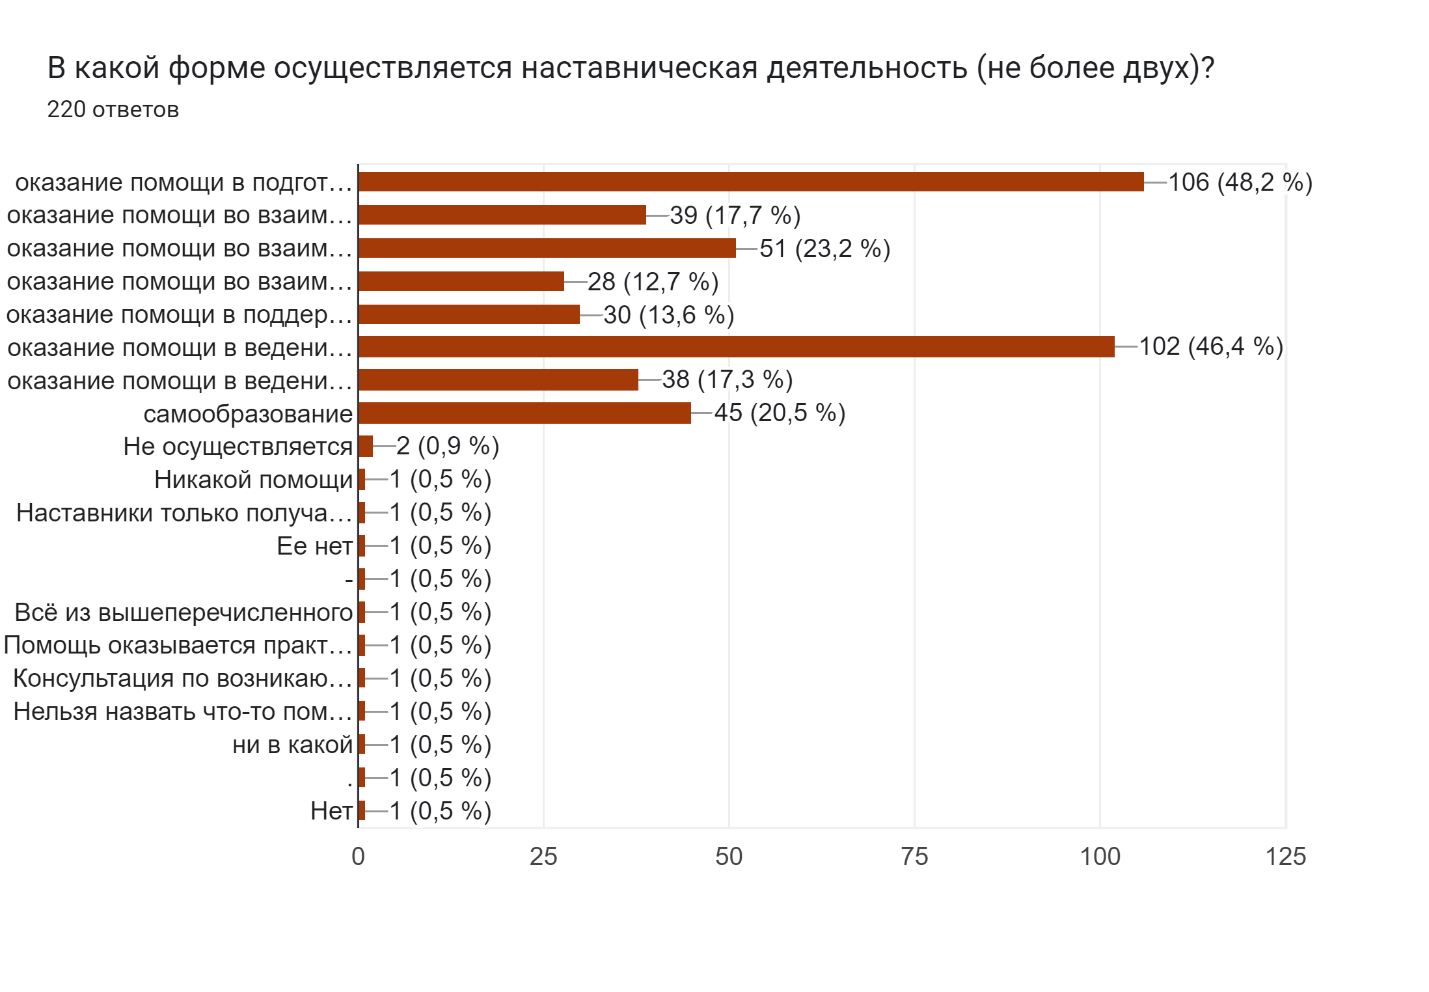 В какой форме осуществляется наставническая деятельность (не более двух)?
220 ответов
оказание помощи в подгот… 106 (48,2 %)
оказание помощи во взаим… 39 (17,7 %)
оказание помощи во взаим… 51 (23,2 %)
оказание помощи во взаим… 28 (12,7 %)
оказание помощи в поддер… 30 (13,6 %)
оказание помощи в ведени… 102 (46,4 %)
оказание помощи в ведени… 38 (17,3 %)
самообразование 45 (20,5 %)
Не осуществляется 2 (0,9 %)
Никакой помощи 1 (0,5 %)
Наставники только получа… 1 (0,5 %)
Ее нет 1 (0,5 %)
- 1 (0,5 %)
Всё из вышеперечисленного 1 (0,5 %)
Помощь оказывается практ… 1 (0,5 %)
Консультация по возникаю… 1 (0,5 %)
Нельзя назвать что-то пом… 1 (0,5 %)
ни в какой 1 (0,5 %)
. 1 (0,5 %)
Нет 1 (0,5 %)
0 25 50 75 100 125